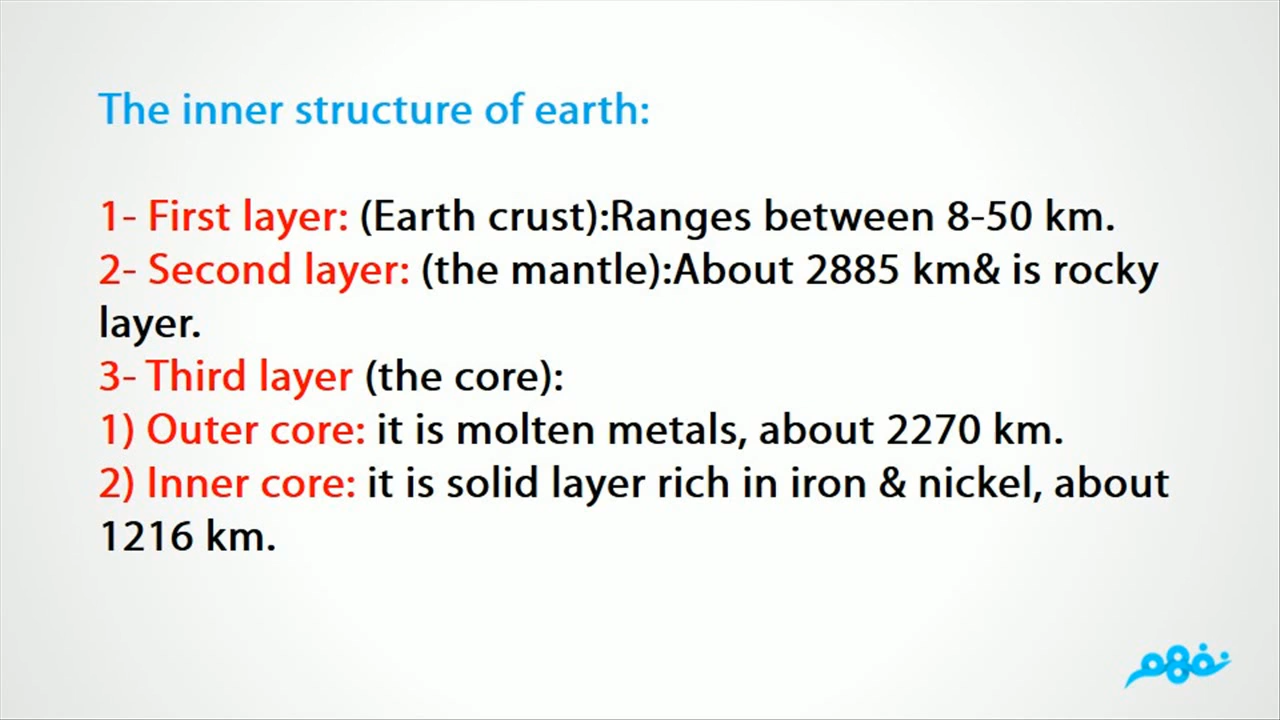 The inner structure of earth:
1- First layer: (Earth crust):Ranges between 8-50 km.
2- Second layer: (the mantle):About 2885 km& is rocky
layer.
3- Third layer (the core):
1) Outer core: it is molten metals, about 2270 km.
2) Inner core: it is solid layer rich in iron & nickel, about
1216 km.
نفهم